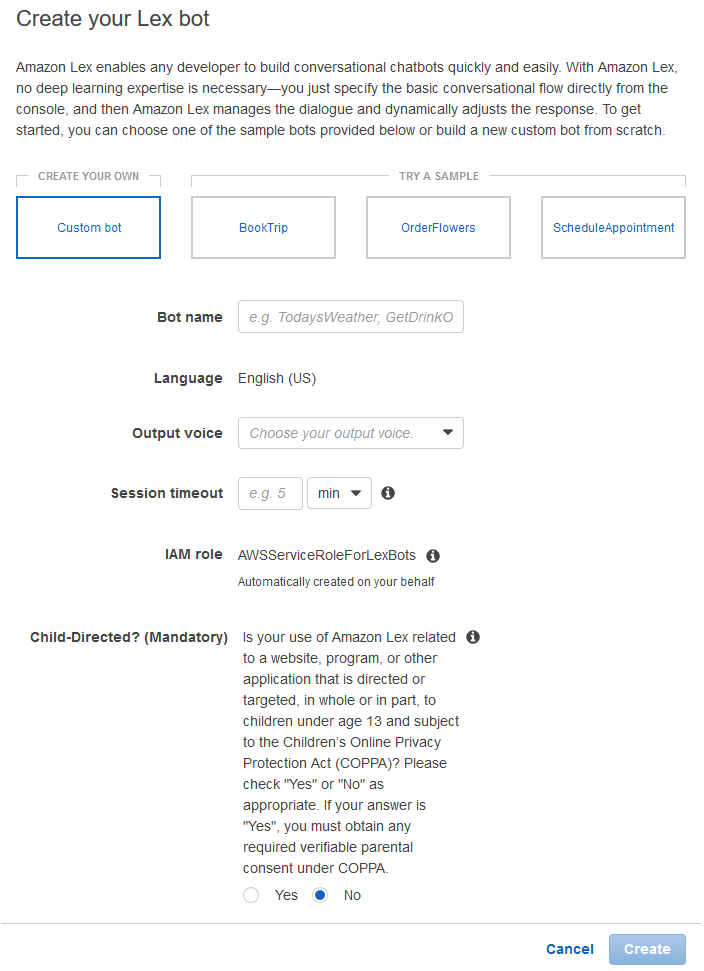 Create your Lex bot
Amazon Lex enables any developer to build conversational chatbots quickly and easily. With Amazon Lex,
no deep learning expertise is necessary—you just specify the basic conversational flow directly from the
console, and then Amazon Lex manages the dialogue and dynamically adjusts the response. To get
started, you can choose one of the sample bots provided below or build a new custom bot from scratch.
CREATE YOUR OWN TRY A SAMPLE
Custom bot BookTrip OrderFlowers ScheduleAppointment
Bot name e.g. TodaysWeather, GetDrinkO
Language English (US)
Output voice Choose your output voice.
Session timeout e.g. 5 min
IAM role AWSServiceRoleForLexBots
Automatically created on your behalf
Child-Directed? (Mandatory) Is your use of Amazon Lex related
to a website, program, or other
application that is directed or
targeted, in whole or in part, to
children under age 13 and subject
to the Children's Online Privacy
Protection Act (COPPA)? Please
check "Yes" or "No" as
appropriate. If your answer is
"Yes", you must obtain any
required verifiable parental
consent under COPPA.
Yes No
Cancel Create